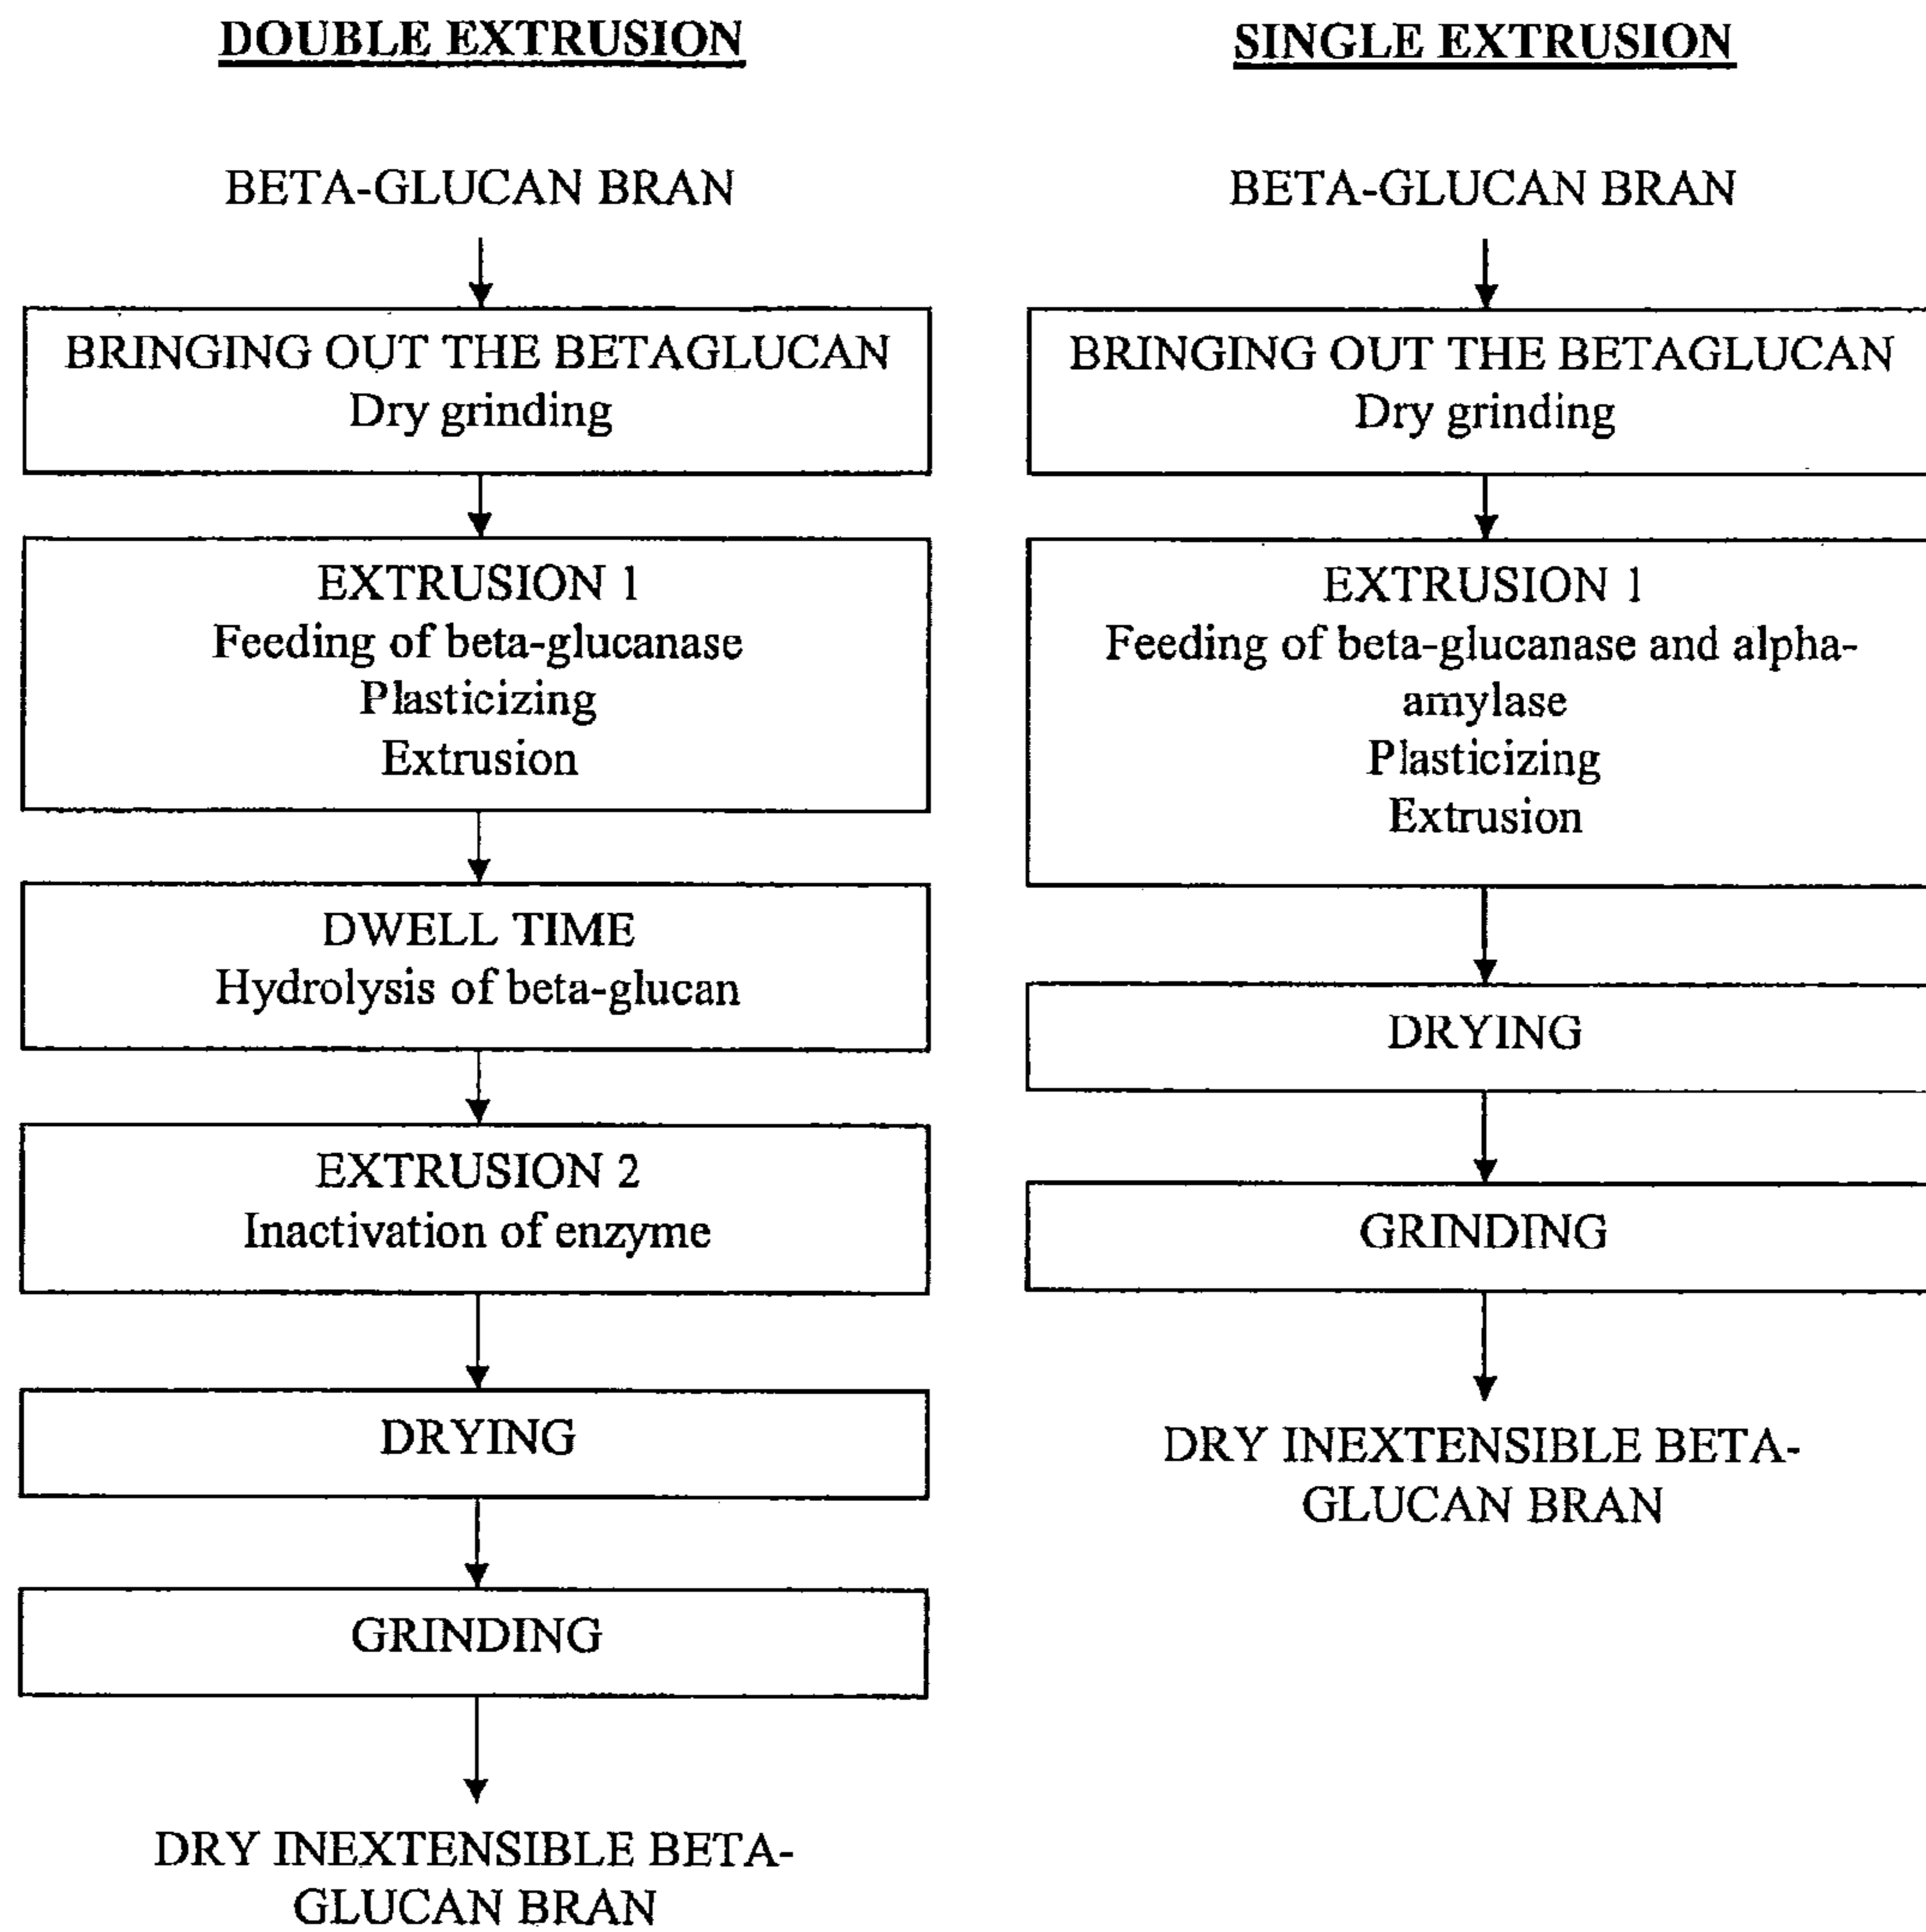 DOUBLE EXTRUSION
BETA-GLUCAN BRAN
BRINGING OUT THE BETAGLUCAN
Dry grinding
EXTRUSION 1
Feeding of beta-glucanase
Plasticizing
Extrusion
DWELL TIME
Hydrolysis of beta-glucan
EXTRUSION 2
Inactivation of enzyme
DRYING
GRINDING
DRY INEXTENSIBLE BETA-
GLUCAN BRAN
SINGLE EXTRUSION
BETA-GLUCAN BRAN
BRINGING OUT THE BETAGLUCAN
Dry grinding
EXTRUSION 1
Feeding of beta-glucanase and alpha-
amylase
Plasticizing
Extrusion
DRYING
GRINDING
DRY INEXTENSIBLE BETA-
GLUCAN BRAN